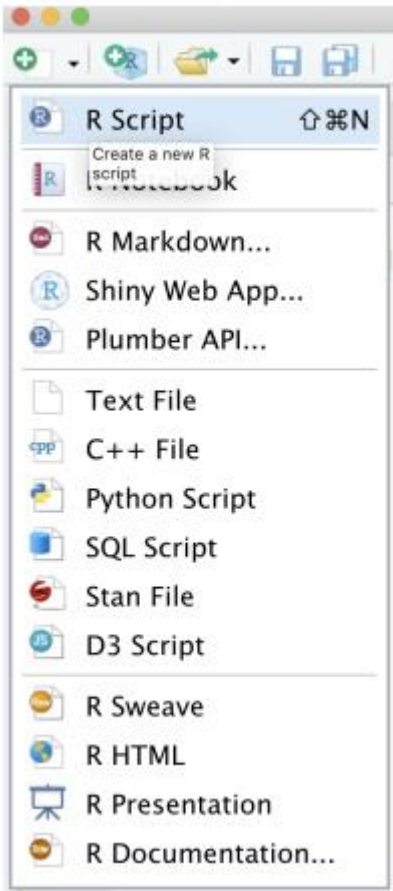 R Script ⇧⌘N
Create a new R
script
R Notebook
R Markdown...
Shiny Web App...
Plumber API...
Text File
C++ File
Python Script
SQL Script
Stan File
D3 Script
R Sweave
R HTML
R Presentation
R Documentation...